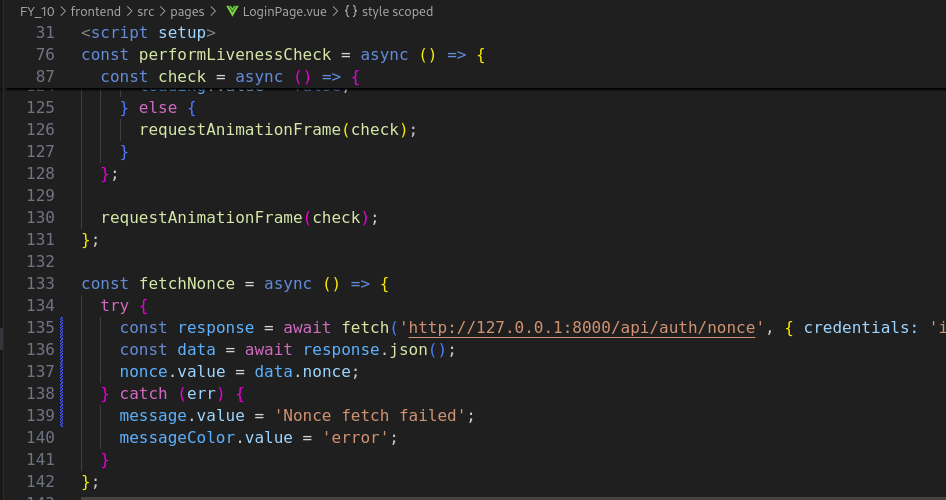 FY_10 > frontend > src > pages > LoginPage.vue > {} style scoped
31 <script setup>
76 const performLivenessCheck = async () => {
87 const check = async () => {
125 } else {
126 requestAnimationFrame(check);
127 }
128 };
129
130 requestAnimationFrame(check);
131 };
132
133 const fetchNonce = async () => {
134 try {
135 const response = await fetch('http://127.0.0.1:8000/api/auth/nonce', { credentials: 'i
136 const data = await response.json();
137 nonce.value = data.nonce;
138 } catch (err) {
139 message.value = 'Nonce fetch failed';
140 messageColor.value = 'error';
141 }
142 };